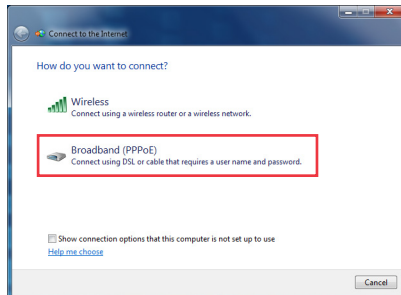 Connect to the Internet
How do you want to connect?
Wireless
Connect using a wireless router or a wireless network.
Broadband (PPPoE)
Connect using DSL or cable that requires a user name and password.
Show connection options that this computer is not set up to use
Help me choose
Cancel